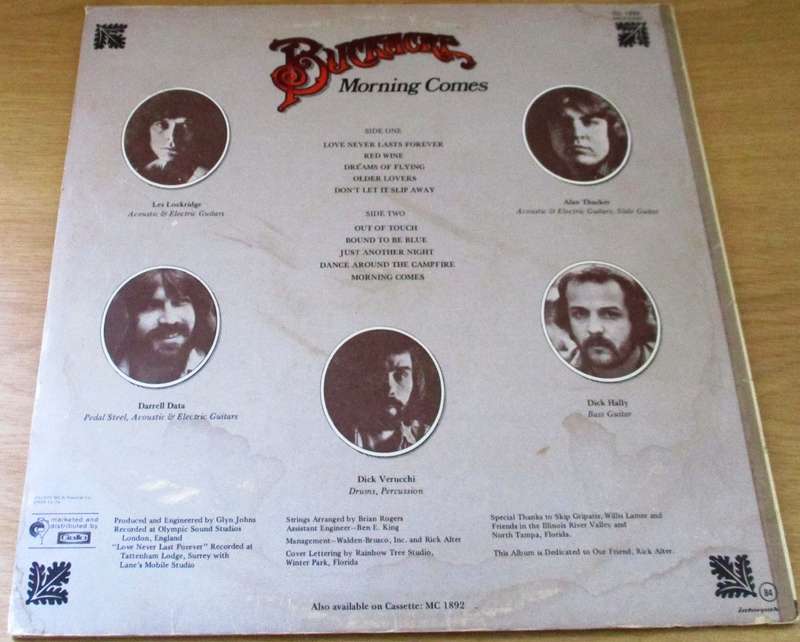 BUCKACRE
Morning Comes
SIDE ONE
LOVE NEVER LASTS FOREVER
RED WINE
DREAMS OF FLYING
OLDER LOVERS
DON'T LET IT SLIP AWAY
Les Lockridge
Acoustic & Electric Guitars
Alan Thacker
Acoustic & Electric Guitars, Slide Guitar
SIDE TWO
OUT OF TOUCH
BOUND TO BE BLUE
JUST ANOTHER NIGHT
DANCE AROUND THE CAMPFIRE
MORNING COMES
Darrell Data
Pedal Steel, Acoustic & Electric Guitars
Dick Hally
Bass Guitar
Dick Verucchi
Drums, Percussion
marketed and
distributed by
Gallo
Produced and Engineered by Glyn Johns
Recorded at Olympic Sound Studios
London, England
"Love Never Last Forever" Recorded at
Tattenham Lodge, Surrey with
Lane's Mobile Studio
Strings Arranged by Brian Rogers
Assistant Engineer—Ben E. King
Management—Walden-Brusco, Inc. and Rick Alter
Cover Lettering by Rainbow Tree Studio,
Winter Park, Florida
Special Thanks to Skip Griparis, Willis Lamm and
Friends in the Illinois River Valley and
North Tampa, Florida.
This Album is Dedicated to Our Friend, Rick Alter.
Also available on Cassette: MC 1892
B4